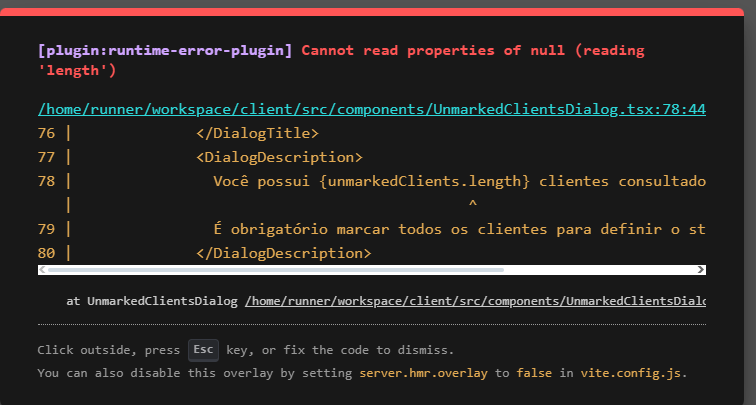 [plugin:runtime-error-plugin] Cannot read properties of null (reading
'length')
/home/runner/workspace/client/src/components/UnmarkedClientsDialog.tsx:78:44
76 |               </DialogTitle>
77 |               <DialogDescription>
78 |                 Você possui {unmarkedClients.length} clientes consultado
   |                                              ^
79 |                 É obrigatório marcar todos os clientes para definir o st
80 |               </DialogDescription>
at UnmarkedClientsDialog /home/runner/workspace/client/src/components/UnmarkedClientsDialo
Click outside, press Esc key, or fix the code to dismiss.
You can also disable this overlay by setting server.hmr.overlay to false in vite.config.js.